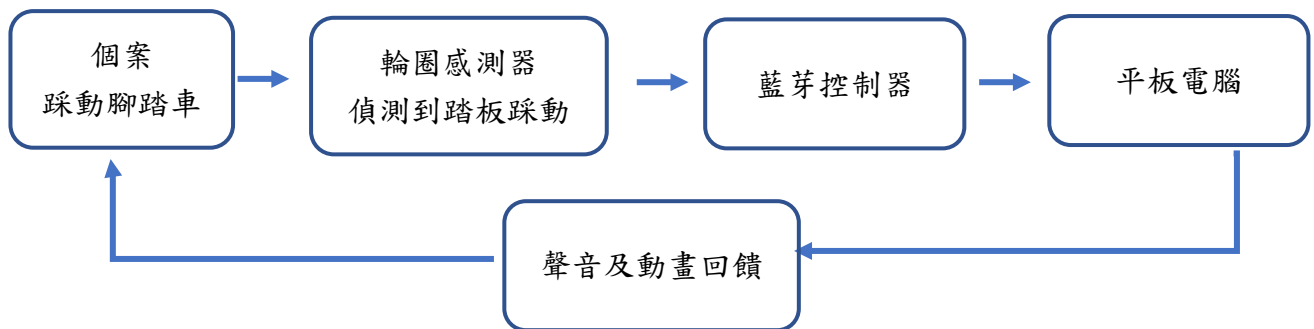 個案
踩動腳踏車
輪圈感測器
偵測到踏板踩動
藍芽控制器
平板電腦
聲音及動畫回饋